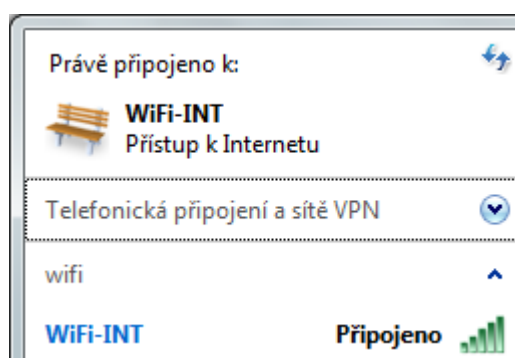 Právě připojeno k:
WiFi-INT
Přístup k Internetu
Telefonická připojení a sítě VPN
wifi
WiFi-INT Připojeno